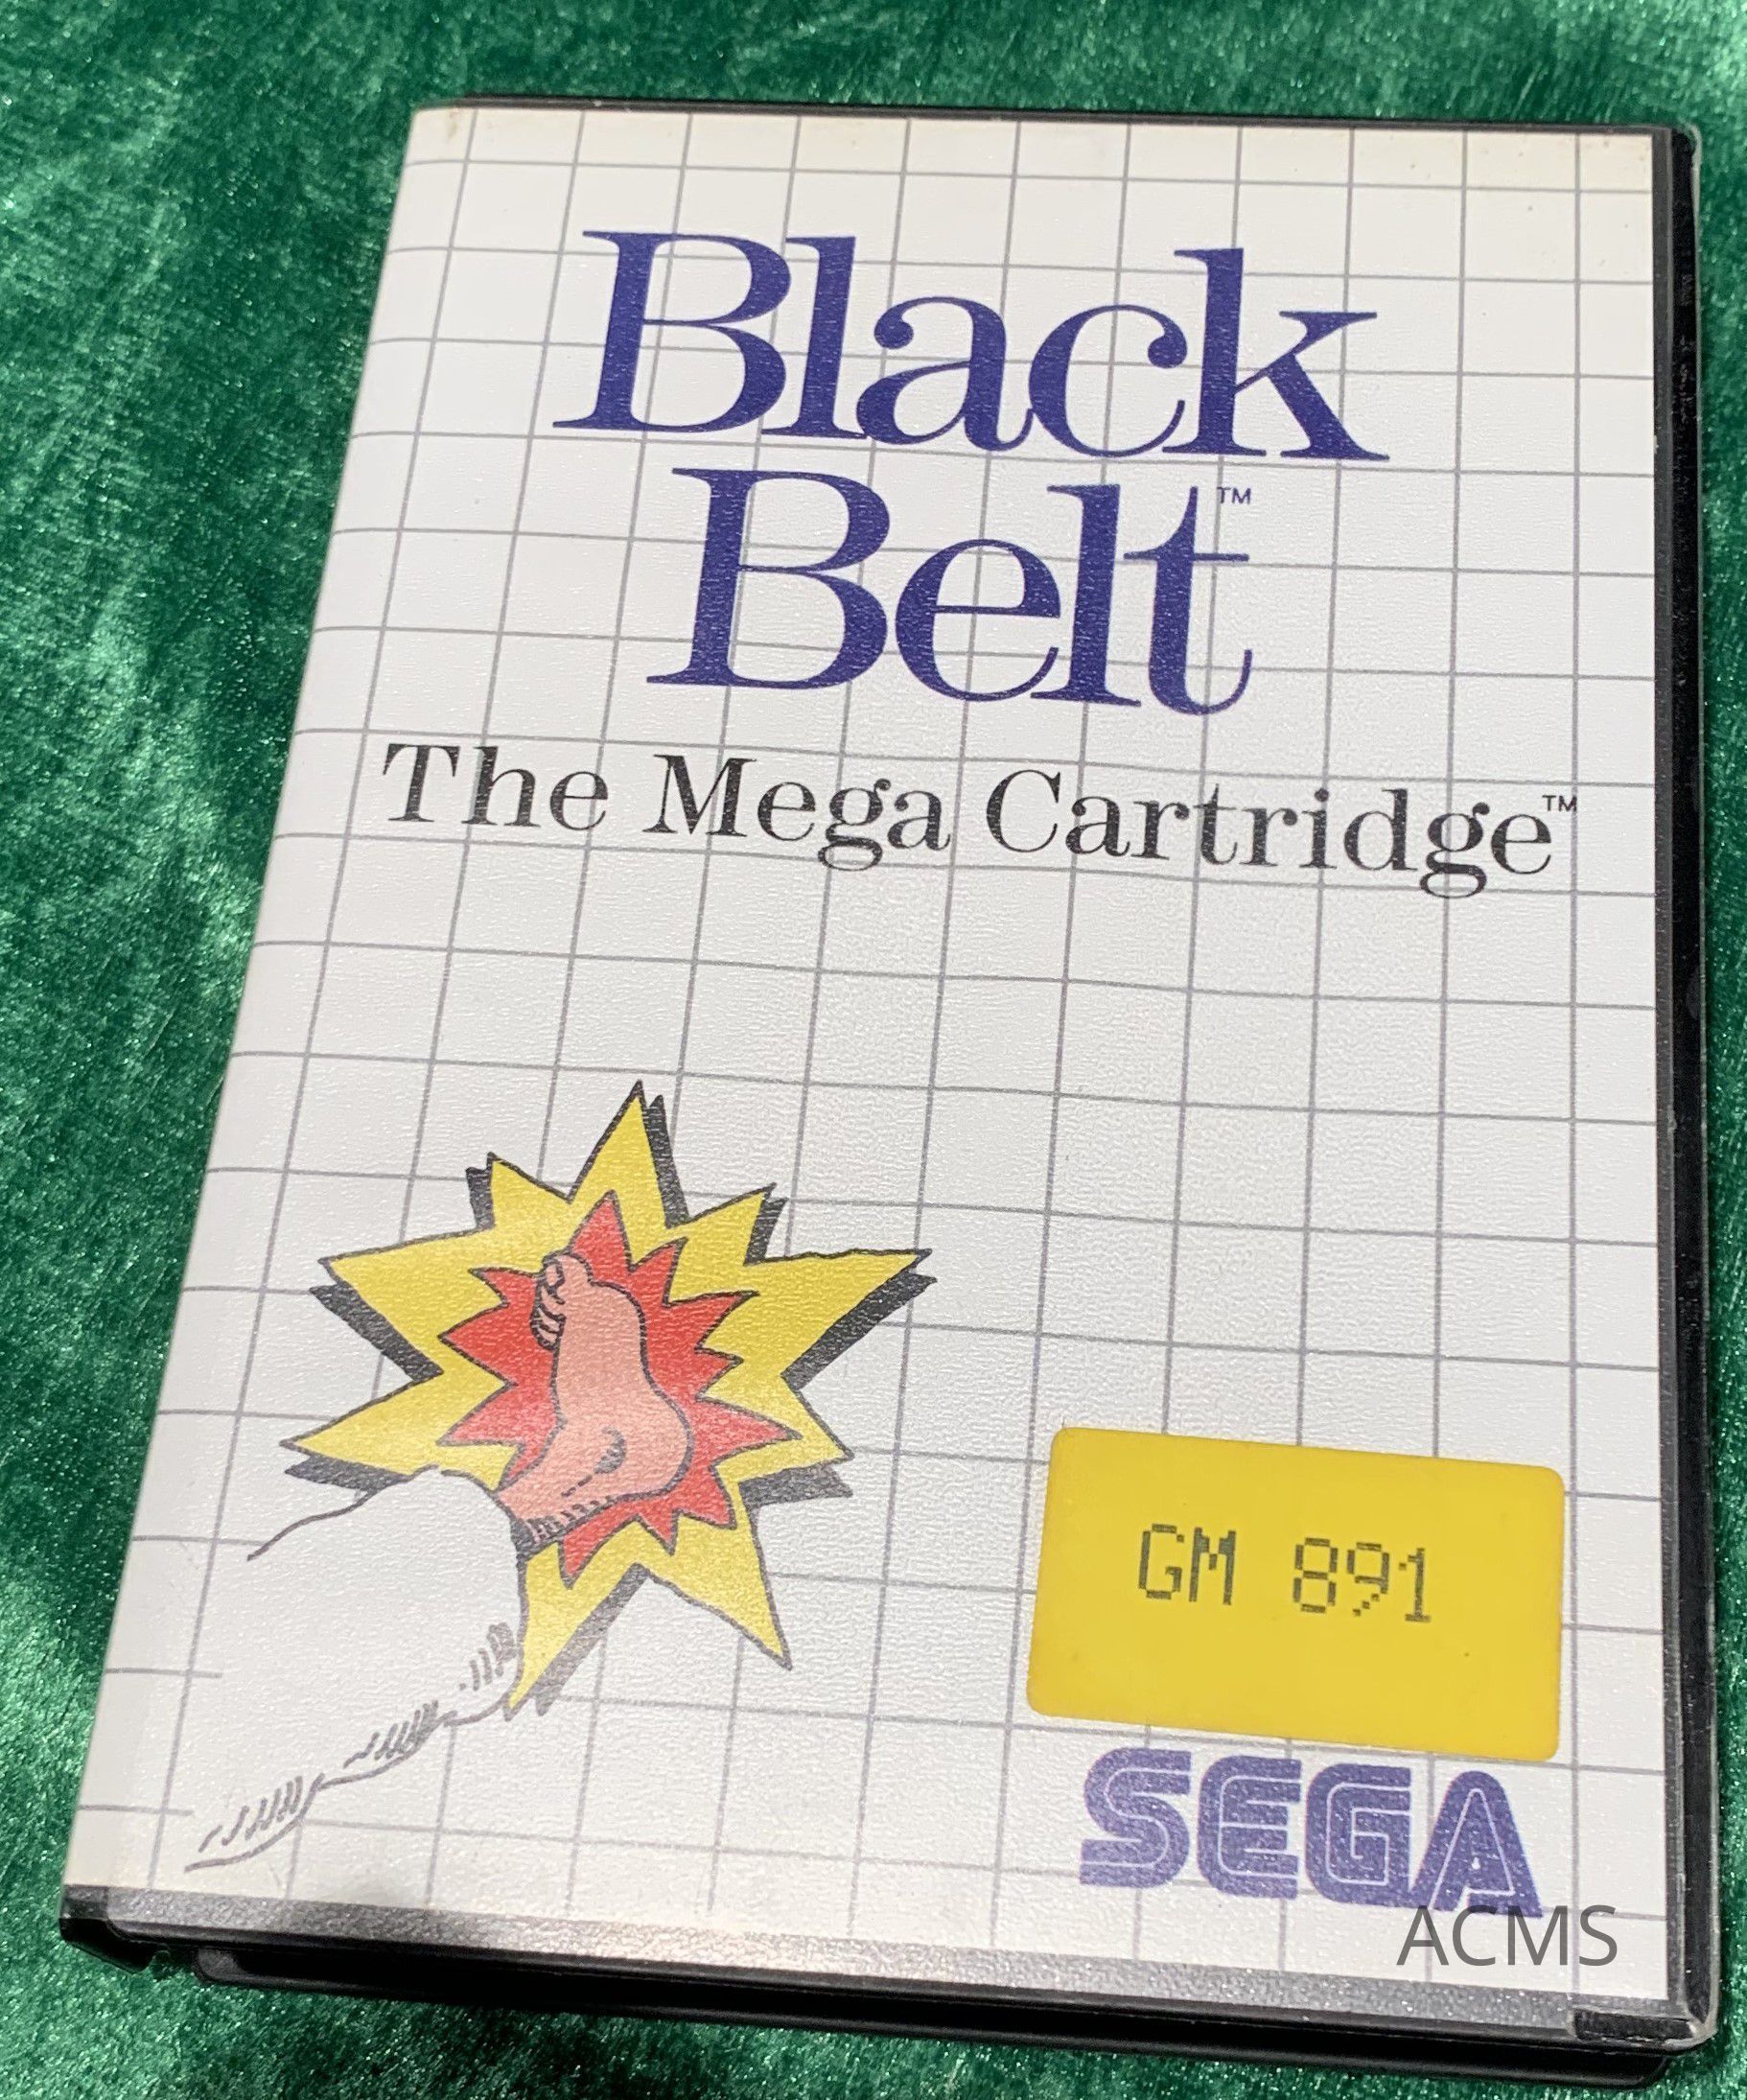 Black
Belt™
The Mega Cartridge™
GM 891
SEGA
ACMS